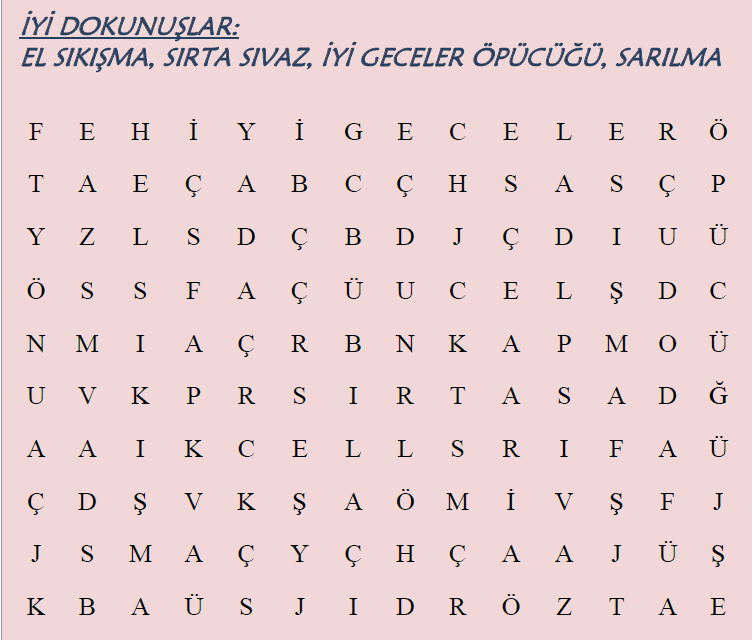 İYİ DOKUNUŞLAR:
EL SIKIŞMA, SIRTA SIVAZ, İYİ GECELER ÖPÜCÜĞÜ, SARILMA
F E H İ Y İ G E C E L E R Ö
T A E Ç A B C Ç H S A S Ç P
Y Z L S D Ç B D J Ç D I U Ü
Ö S S F A Ç Ü U C E L Ş D C
N M I A Ç R B N K A P M O Ü
U V K P R S I R T A S A D Ğ
A A I K C E L L S R I F A Ü
Ç D Ş V K Ş A Ö M İ V Ş F J
J S M A Ç Y Ç H Ç A A J Ü Ş
K B A Ü S J I D R Ö Z T A E